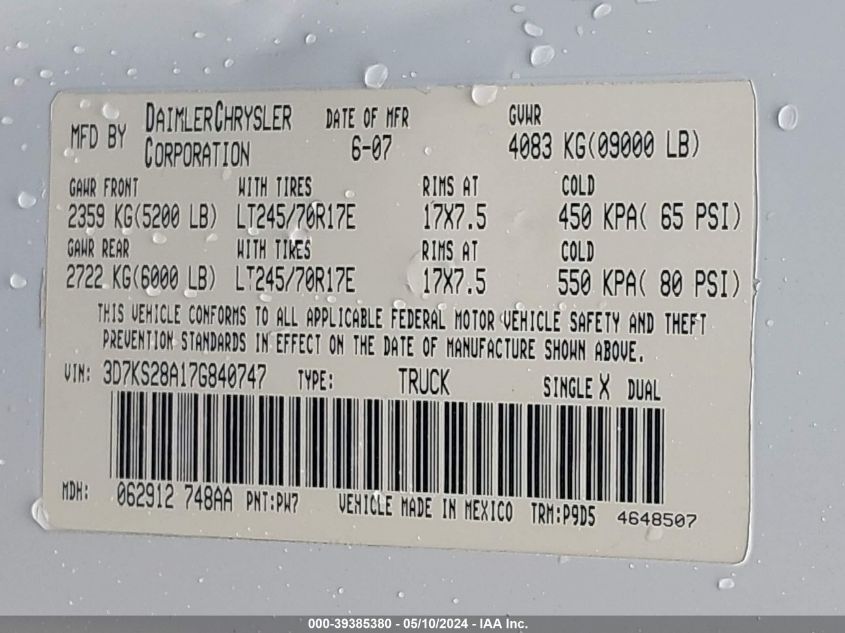 MFD BY DAIMLERCHRYSLER CORPORATION DATE OF MFR 6-07 GVWR 4083 KG(09000 LB)
GAWR FRONT WITH TIRES RIMS AT COLD
2359 KG(5200 LB) LT245/70R17E 17X7.5 450 KPA( 65 PSI)
GAWR REAR WITH TIRES RIMS AT COLD
2722 KG(6000 LB) LT245/70R17E 17X7.5 550 KPA( 80 PSI)
THIS VEHICLE CONFORMS TO ALL APPLICABLE FEDERAL MOTOR VEHICLE SAFETY AND THEFT
PREVENTION STANDARDS IN EFFECT ON THE DATE OF MANUFACTURE SHOWN ABOVE.
VIN: 3D7KS28A17G840747 TYPE: TRUCK SINGLE X DUAL
MDH: 062912 748AA PNT:PW7 VEHICLE MADE IN MEXICO TRM:P9D5 4648507
000-39385380 - 05/10/2024 - IAA Inc.